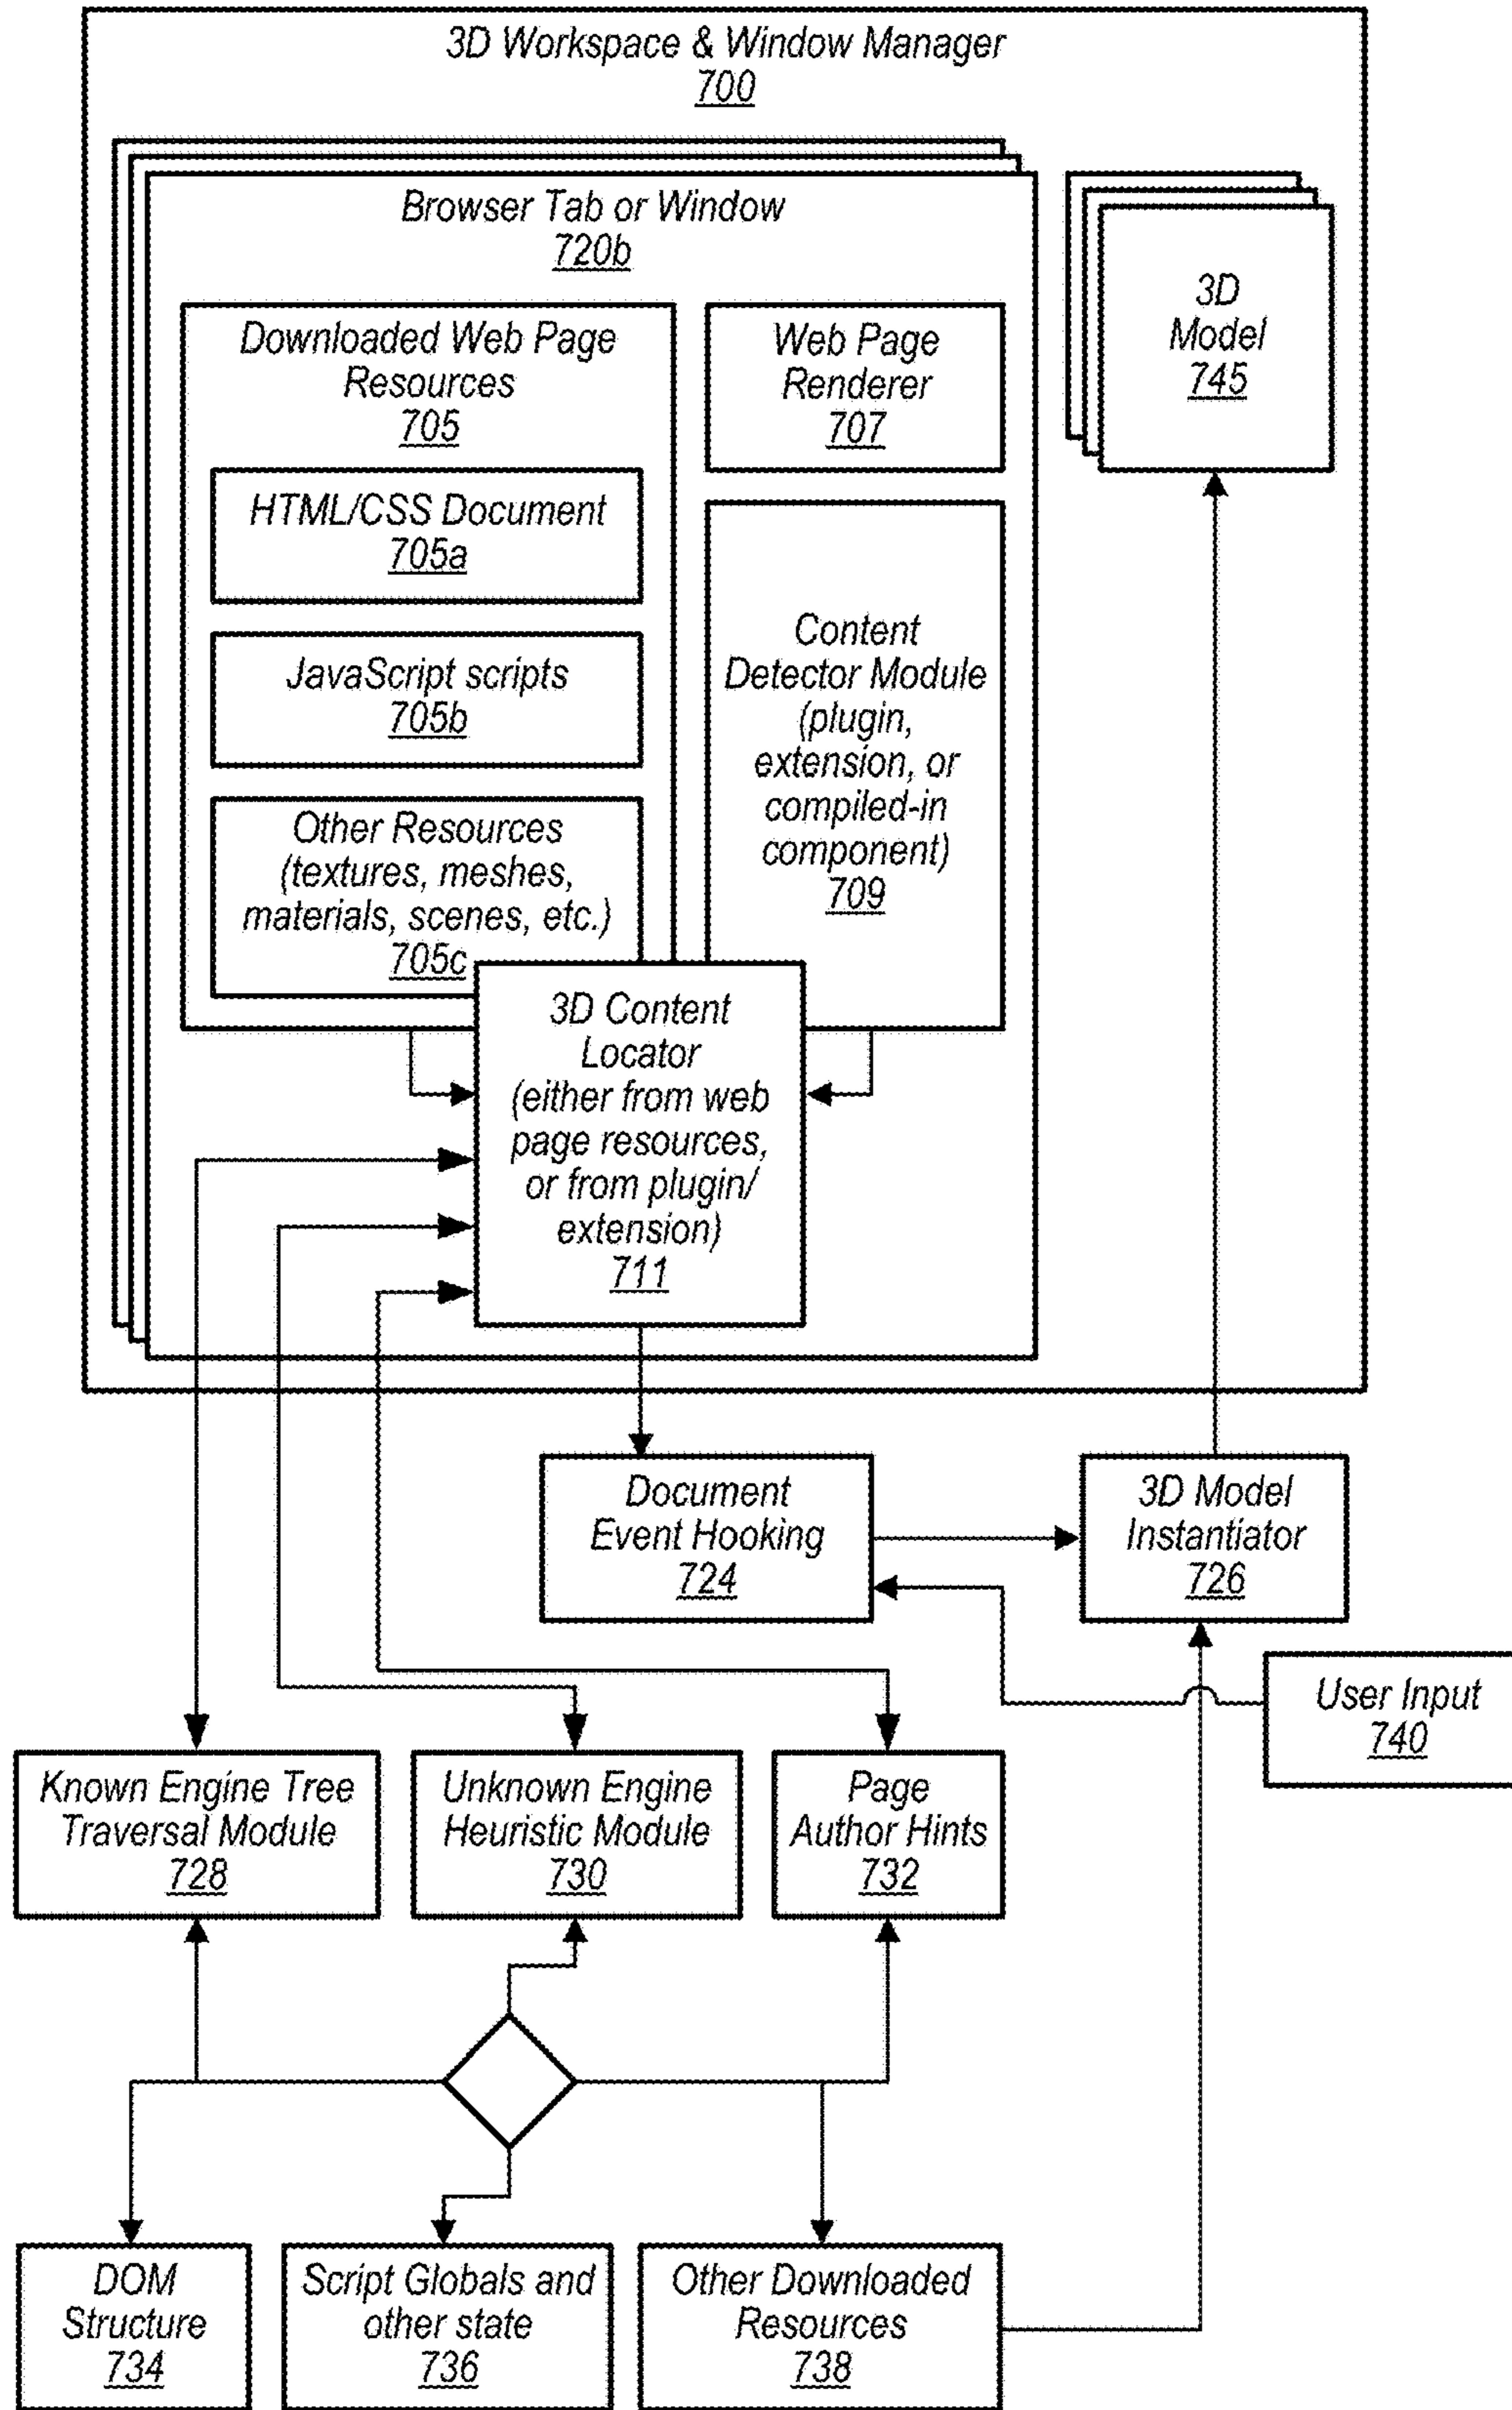 3D Workspace & Window Manager
700
Browser Tab or Window
720b
Downloaded Web Page
Resources
705
HTML/CSS Document
705a
JavaScript scripts
705b
Other Resources
(textures, meshes,
materials, scenes, etc.)
705c
Web Page
Renderer
707
Content
Detector Module
(plugin,
extension, or
compiled-in
component)
709
3D
Model
745
3D Content
Locator
(either from web
page resources,
or from plugin/
extension)
711
Document
Event Hooking
724
3D Model
Instantiator
726
User Input
740
Known Engine Tree
Traversal Module
728
Unknown Engine
Heuristic Module
730
Page
Author Hints
732
DOM
Structure
734
Script Globals and
other state
736
Other Downloaded
Resources
738